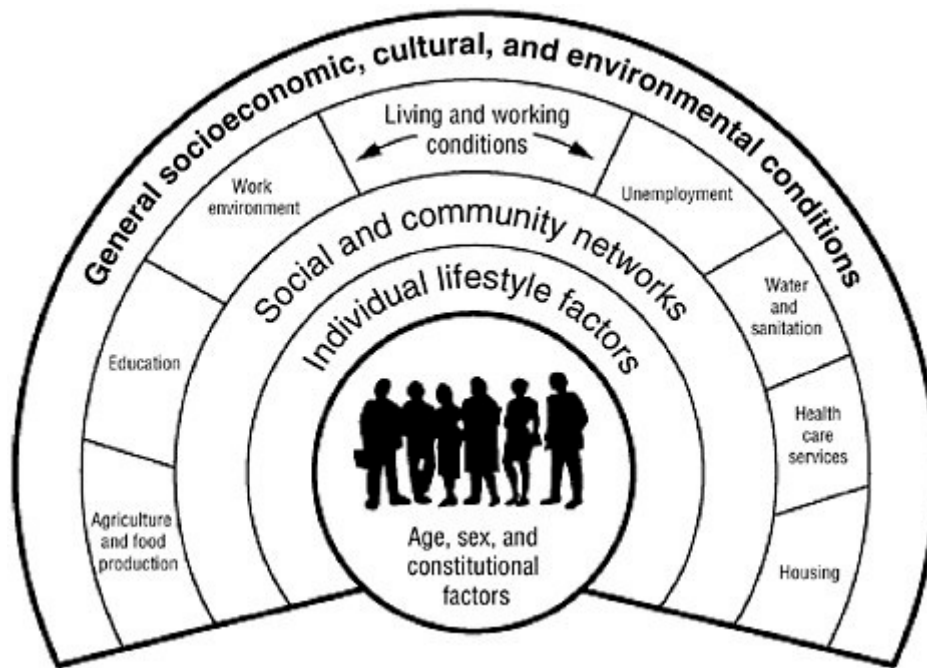 General socioeconomic, cultural, and environmental conditions
Living and working
conditions
Work
environment
Unemployment
Social and community networks
Individual lifestyle factors
Education
Water
and
sanitation
Health
care
services
Agriculture
and food
production
Housing
Age, sex, and
constitutional
factors